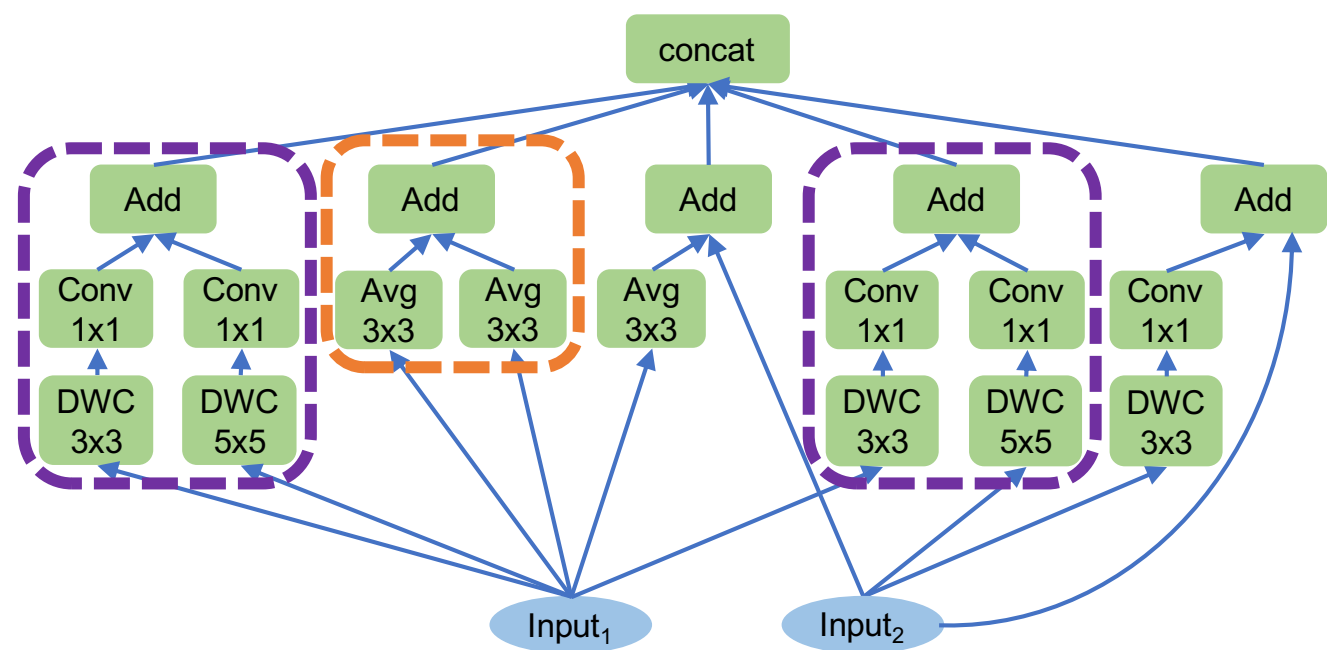 concat
Add
Add
Add
Add
Add
Conv
1x1
Conv
1x1
Avg
3x3
Avg
3x3
Avg
3x3
Conv
1x1
Conv
1x1
Conv
1x1
DWC
3x3
DWC
5x5
DWC
3x3
DWC
5x5
DWC
3x3
Input₁
Input₂